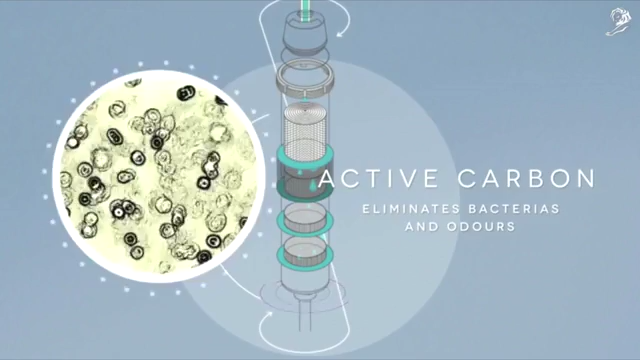 ACTIVE CARBON
ELIMINATES BACTERIAS
AND ODOURS